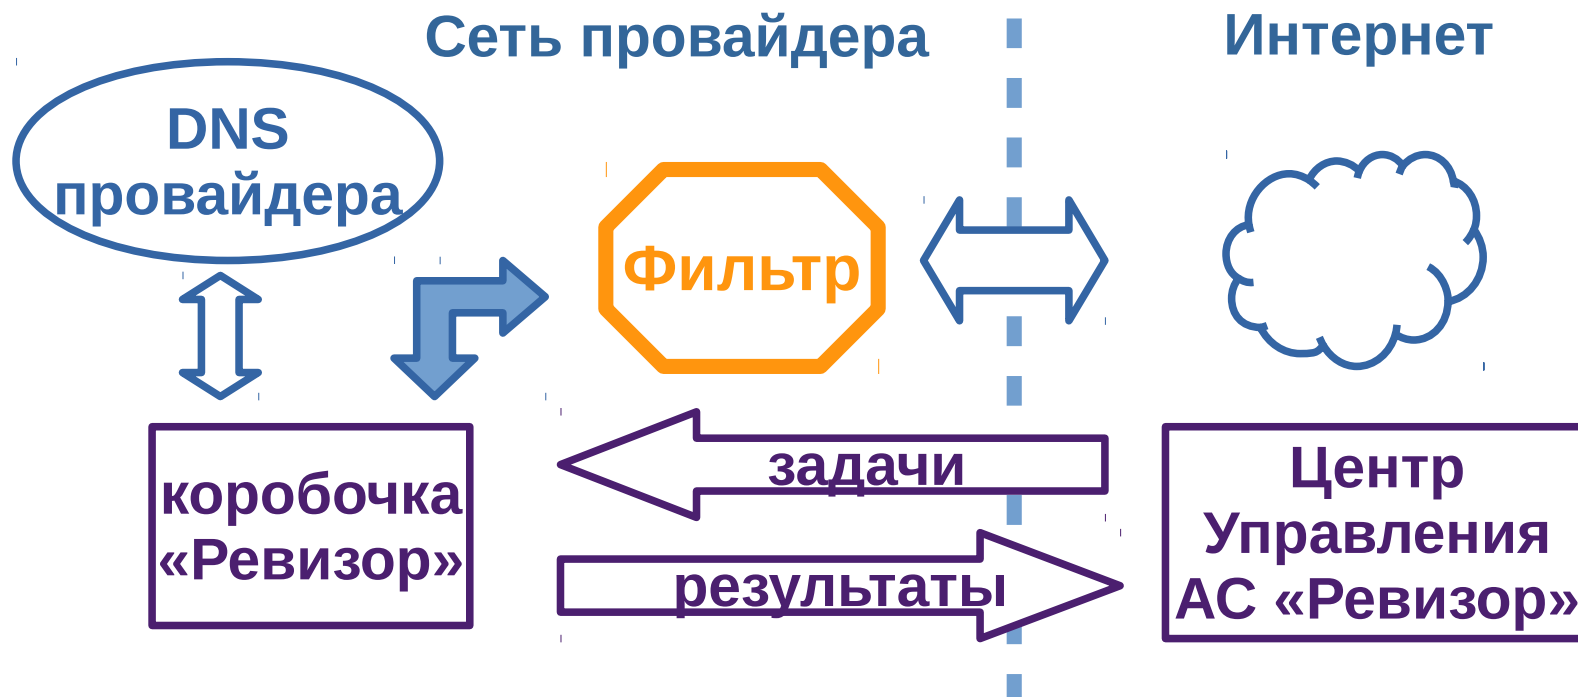 Сеть провайдера
Интернет
DNS
провайдера
Фильтр
задачи
коробочка
«Ревизор»
результаты
Центр
Управления
АС «Ревизор»